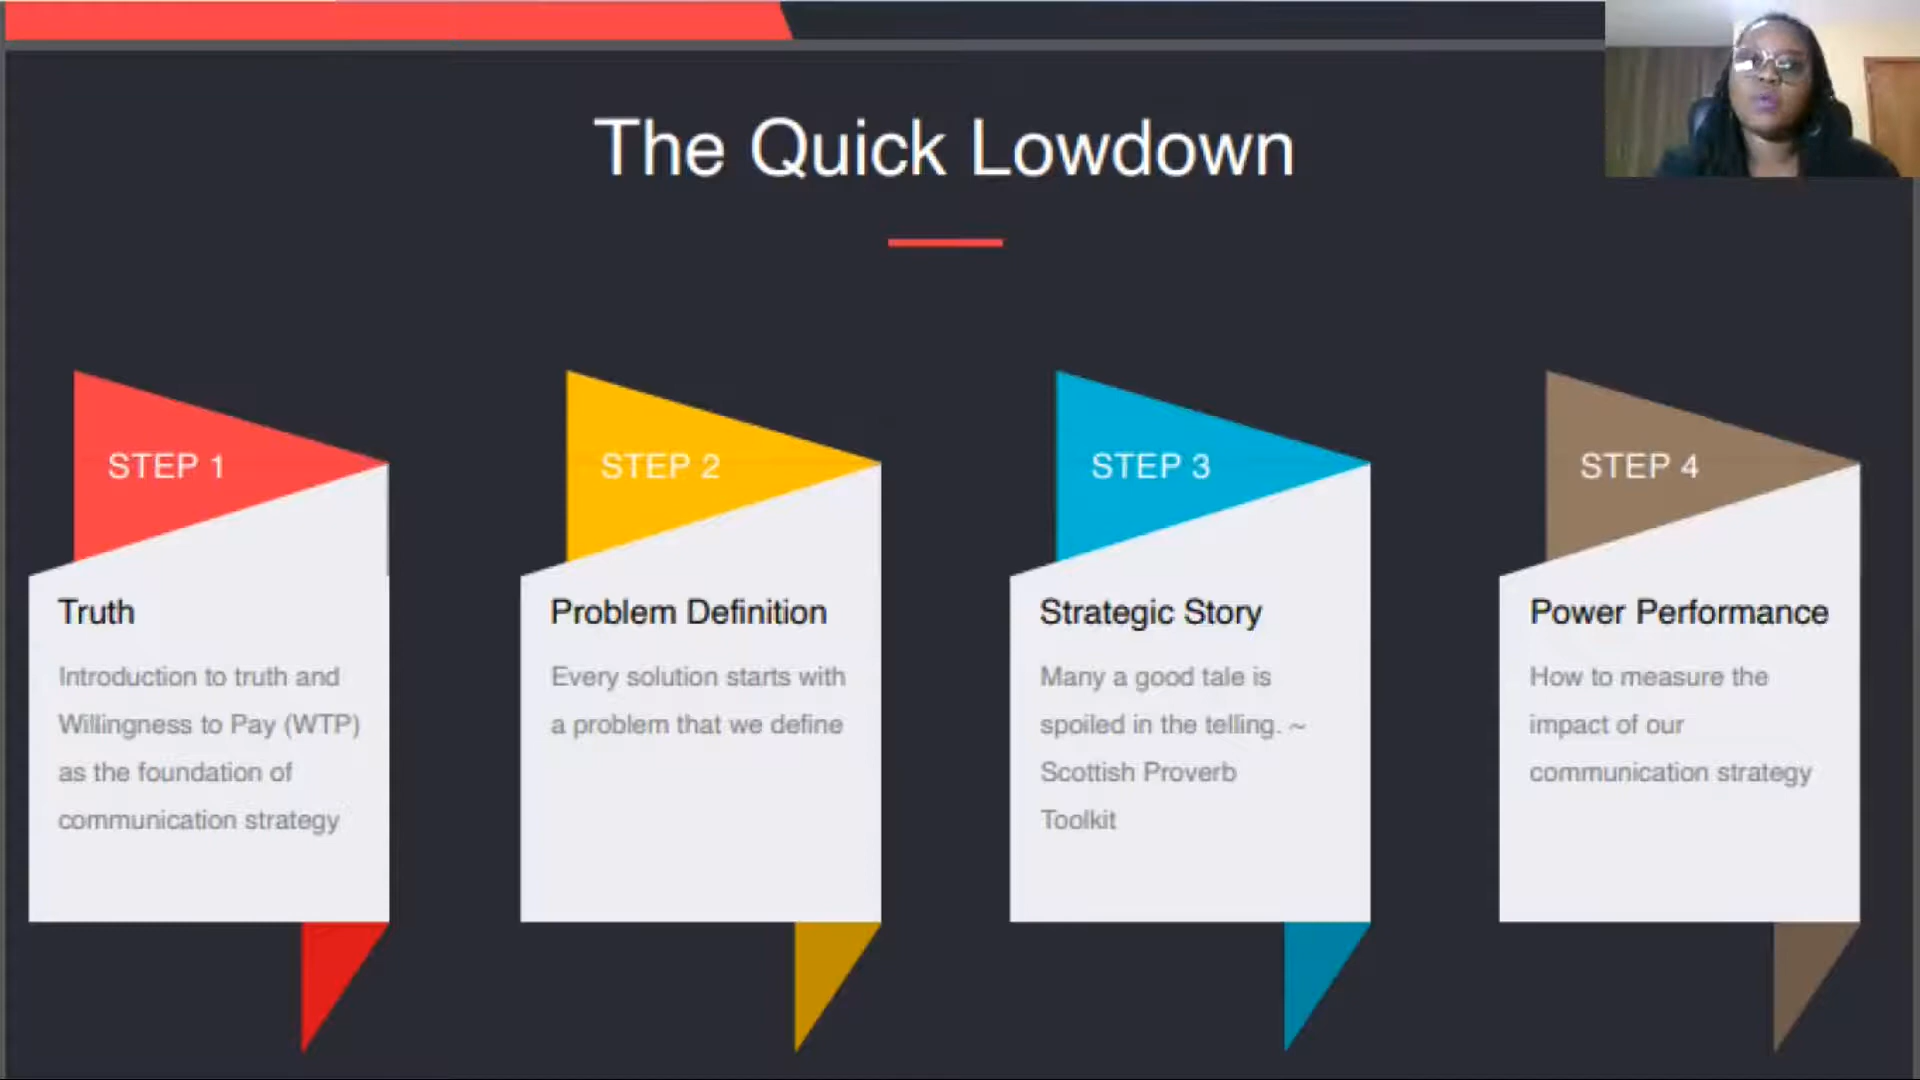 The Quick Lowdown
STEP 1
Truth
Introduction to truth and
Willingness to Pay (WTP)
as the foundation of
communication strategy
STEP 2
Problem Definition
Every solution starts with
a problem that we define
STEP 3
Strategic Story
Many a good tale is
spoiled in the telling. ~
Scottish Proverb
Toolkit
STEP 4
Power Performance
How to measure the
impact of our
communication strategy